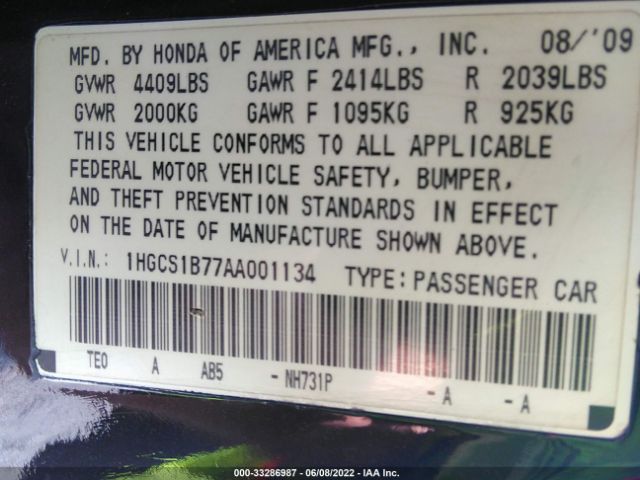 MFD. BY HONDA OF AMERICA MFG., INC. 08/'09
GVWR 4409LBS GAWR F 2414LBS R 2039LBS
GVWR 2000KG GAWR F 1095KG R 925KG
THIS VEHICLE CONFORMS TO ALL APPLICABLE
FEDERAL MOTOR VEHICLE SAFETY, BUMPER,
AND THEFT PREVENTION STANDARDS IN EFFECT
ON THE DATE OF MANUFACTURE SHOWN ABOVE.
V.I.N.: 1HGCS1B77AA001134 TYPE:PASSENGER CAR
TE0 A AB5 - NH731P - A - A
000-33286987 - 06/08/2022 - IAA Inc.